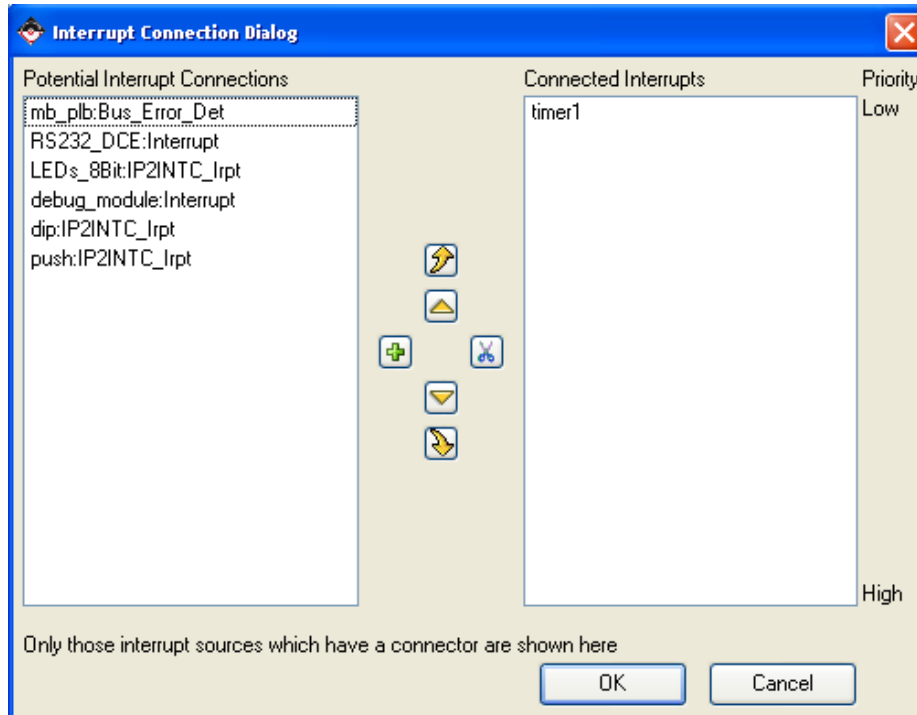 Interrupt Connection Dialog
Potential Interrupt Connections
mb_plb:Bus_Error_Det
RS232_DCE:Interrupt
LEDs_8Bit:IP2INTC_Irpt
debug_module:Interrupt
dip:IP2INTC_Irpt
push:IP2INTC_Irpt
Connected Interrupts
timer1
Priority
Low
High
Only those interrupt sources which have a connector are shown here
OK
Cancel